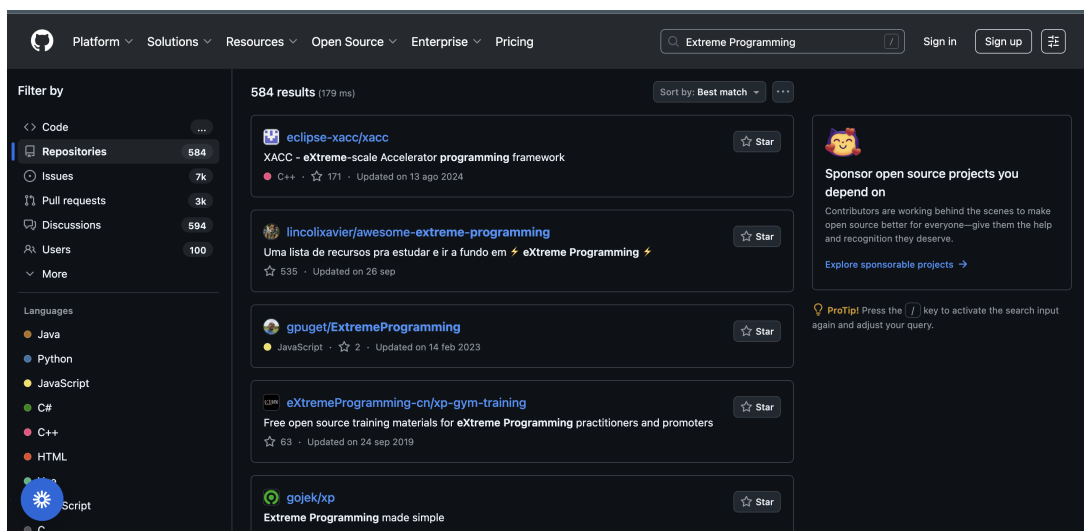 Platform Solutions Resources Open Source Enterprise Pricing
Extreme Programming /
Sign in Sign up
Filter by
Code ...
Repositories 584
Issues 7k
Pull requests 3k
Discussions 594
Users 100
More
Languages
Java
Python
JavaScript
C#
C++
HTML
Script
C
584 results (179 ms)
Sort by: Best match ...
eclipse-xacc/xacc
Star
XACC - eXtreme-scale Accelerator programming framework
C++ · 171 · Updated on 13 ago 2024
lincolixavier/awesome-extreme-programming
Star
Uma lista de recursos pra estudar e ir a fundo em ⚡ eXtreme Programming ⚡
535 · Updated on 26 sep
gpuget/ExtremeProgramming
Star
JavaScript · 2 · Updated on 14 feb 2023
eXtremeProgramming-cn/xp-gym-training
Star
Free open source training materials for eXtreme Programming practitioners and promoters
63 · Updated on 24 sep 2019
gojek/xp
Star
Extreme Programming made simple
Sponsor open source projects you
depend on
Contributors are working behind the scenes to make
open source better for everyone—give them the help
and recognition they deserve.
Explore sponsorable projects →
ProTip! Press the / key to activate the search input
again and adjust your query.